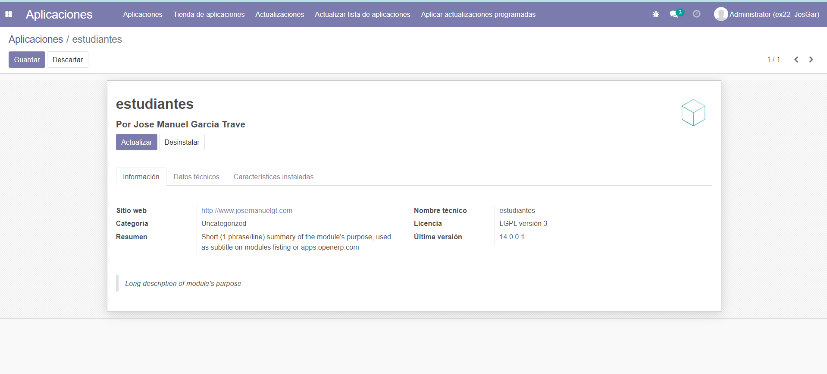 Aplicaciones Aplicaciones Tienda de aplicaciones Actualizaciones Actualizar lista de aplicaciones Aplicar actualizaciones programadas Administrator (ex22_JosGar)
Aplicaciones / estudiantes
Guardar Descartar 1 / 1
estudiantes
Por Jose Manuel Garcia Trave
Actualizar Desinstalar
Información Datos técnicos Características instaladas
Sitio web http://www.josemanuelgt.com Nombre técnico estudiantes
Categoría Uncategorized Licencia LGPL versión 3
Resumen Short (1 phrase/line) summary of the module's purpose, used Última versión 14.0.0.1
as subtitle on modules listing or apps.openerp.com
Long description of module's purpose